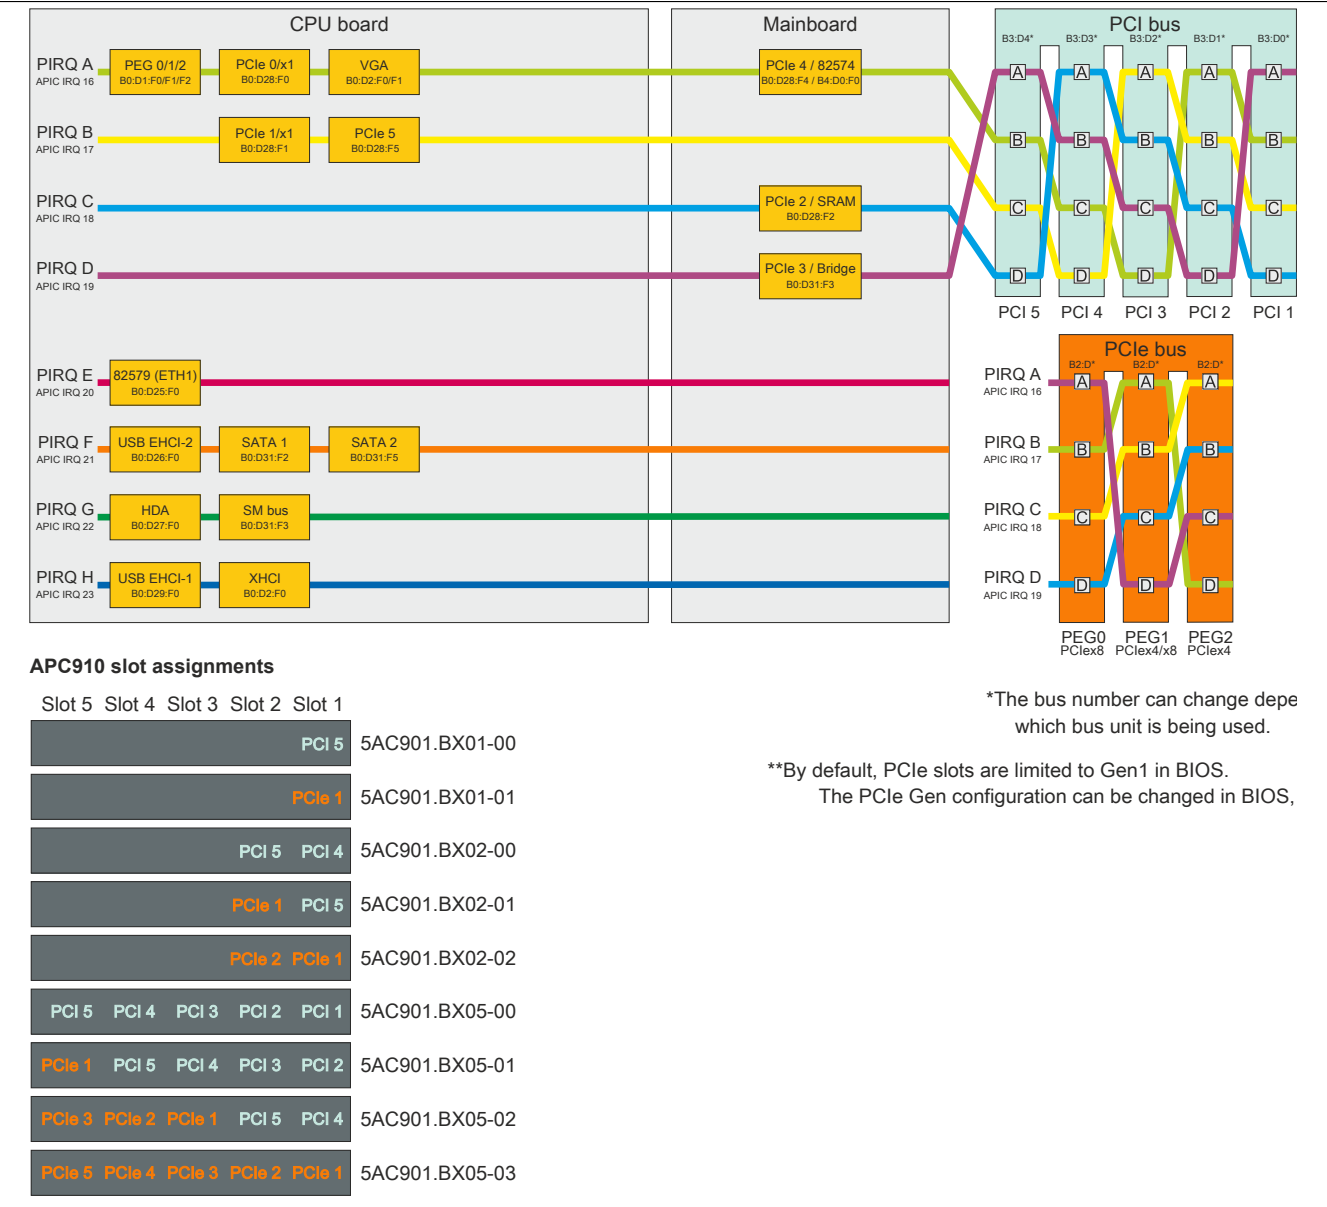 CPU board
Mainboard
PCI bus
B3:D4* B3:D3* B3:D2* B3:D1* B3:D0*
PIRQ A
APIC IRQ 16
PEG 0/1/2
B0:D1:F0/F1/F2
PCIe 0/x1
B0:D28:F0
VGA
B0:D2:F0/F1
PCIe 4 / 82574
B0:D28:F4 / B4:D0:F0
A A A A A
PIRQ B
APIC IRQ 17
PCIe 1/x1
B0:D28:F1
PCIe 5
B0:D28:F5
B B B B B
PIRQ C
APIC IRQ 18
PCIe 2 / SRAM
B0:D28:F2
C C C C C
PIRQ D
APIC IRQ 19
PCIe 3 / Bridge
B0:D31:F3
D D D D D
PCI 5 PCI 4 PCI 3 PCI 2 PCI 1
PIRQ E
APIC IRQ 20
82579 (ETH1)
B0:D25:F0
PIRQ F
APIC IRQ 21
USB EHCI-2
B0:D26:F0
SATA 1
B0:D31:F2
SATA 2
B0:D31:F5
PIRQ G
APIC IRQ 22
HDA
B0:D27:F0
SM bus
B0:D31:F3
PIRQ H
APIC IRQ 23
USB EHCI-1
B0:D29:F0
XHCI
B0:D2:F0
PCIe bus
B2:D* B2:D* B2:D*
PIRQ A
APIC IRQ 16
A A A
PIRQ B
APIC IRQ 17
B B B
PIRQ C
APIC IRQ 18
C C C
PIRQ D
APIC IRQ 19
D D D
PEG0 PEG1 PEG2
PCIex8 PCIex4/x8 PCIex4
*The bus number can change depe
which bus unit is being used.
**By default, PCIe slots are limited to Gen1 in BIOS.
The PCIe Gen configuration can be changed in BIOS,
APC910 slot assignments
Slot 5 Slot 4 Slot 3 Slot 2 Slot 1
PCI 5 5AC901.BX01-00
PCIe 1 5AC901.BX01-01
PCI 5 PCI 4 5AC901.BX02-00
PCIe 1 PCI 5 5AC901.BX02-01
PCIe 2 PCIe 1 5AC901.BX02-02
PCI 5 PCI 4 PCI 3 PCI 2 PCI 1 5AC901.BX05-00
PCIe 1 PCI 5 PCI 4 PCI 3 PCI 2 5AC901.BX05-01
PCIe 3 PCIe 2 PCIe 1 PCI 5 PCI 4 5AC901.BX05-02
PCIe 5 PCIe 4 PCIe 3 PCIe 2 PCIe 1 5AC901.BX05-03